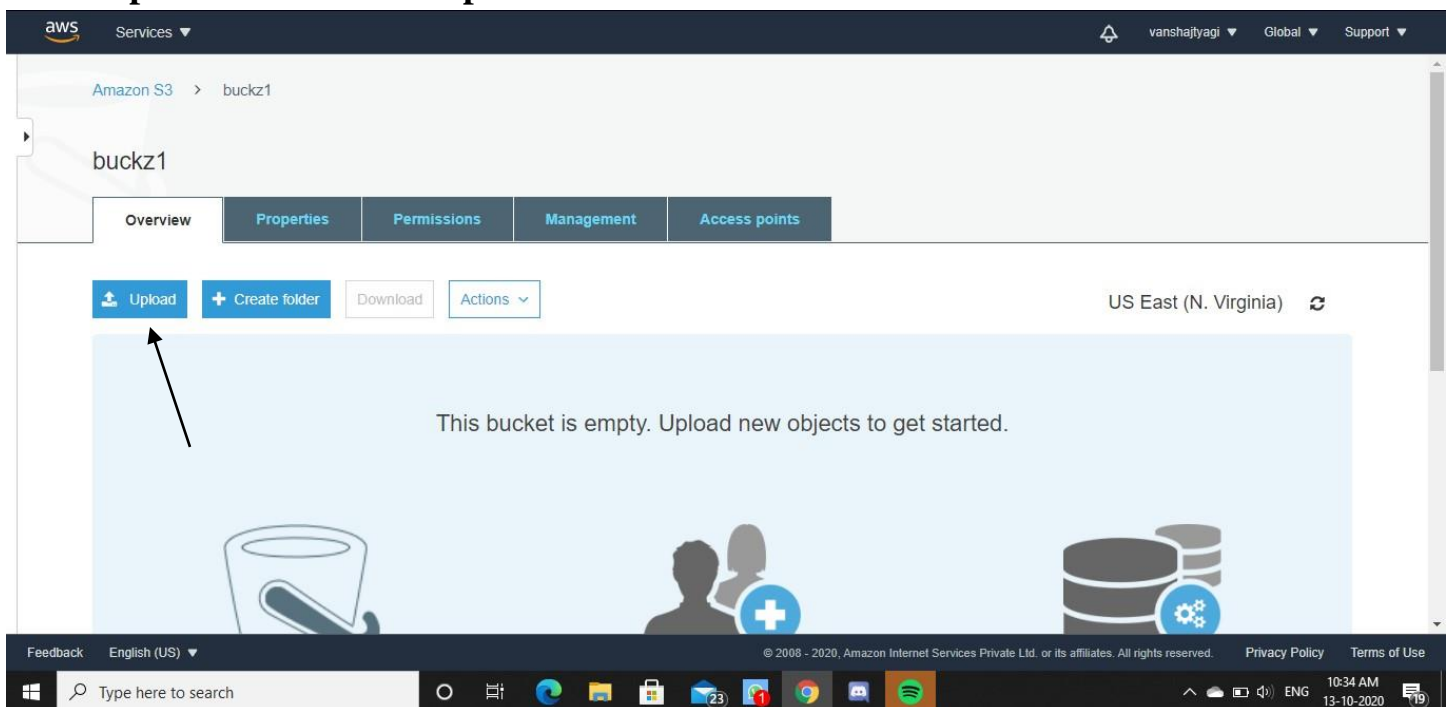 aws Services vanshajtyagi Global Support
Amazon S3 > buckz1
buckz1
Overview Properties Permissions Management Access points
Upload + Create folder Download Actions US East (N. Virginia)
This bucket is empty. Upload new objects to get started.
Feedback English (US) © 2008 - 2020, Amazon Internet Services Private Ltd. or its affiliates. All rights reserved. Privacy Policy Terms of Use
Type here to search 23 1 ENG 10:34 AM 19
13-10-2020